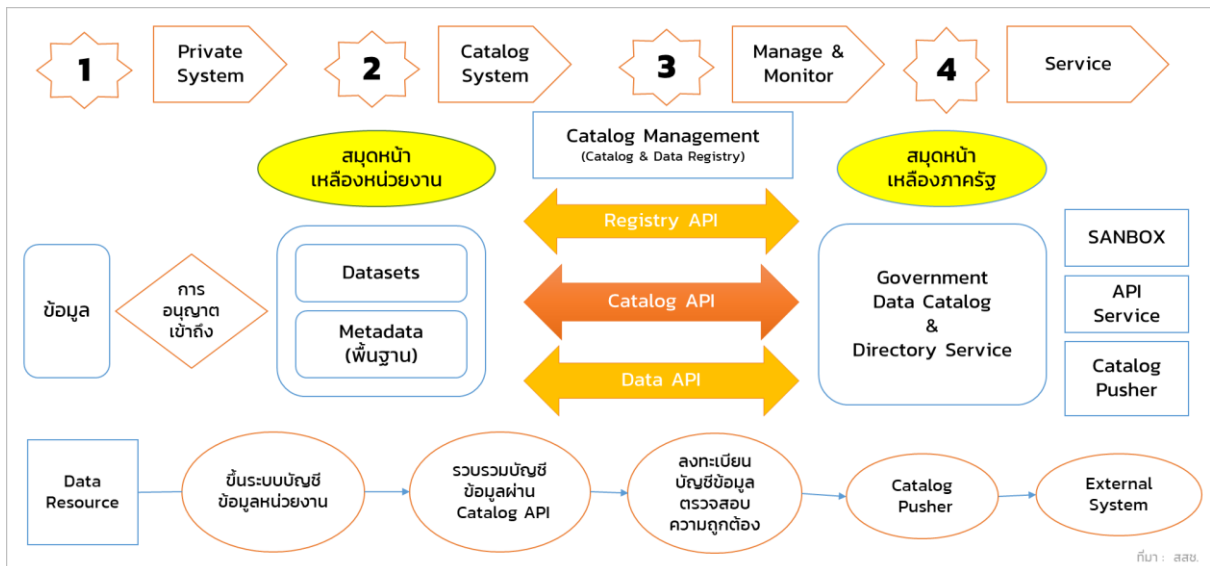 1
Private
System
2
Catalog
System
3
Manage &
Monitor
4
Service
สมุดหน้า
เหลืองหน่วยงาน
Catalog Management
(Catalog & Data Registry)
สมุดหน้า
เหลืองภาครัฐ
ข้อมูล
การ
อนุญาต
เข้าถึง
Datasets
Metadata
(พื้นฐาน)
Registry API
Catalog API
Data API
Government
Data Catalog
&
Directory Service
SANBOX
API
Service
Catalog
Pusher
Data
Resource
ขึ้นระบบบัญชี
ข้อมูลหน่วยงาน
รวบรวมบัญชี
ข้อมูลผ่าน
Catalog API
ลงทะเบียน
บัญชีข้อมูล
ตรวจสอบ
ความถูกต้อง
Catalog
Pusher
External
System
ที่มา : สสช.